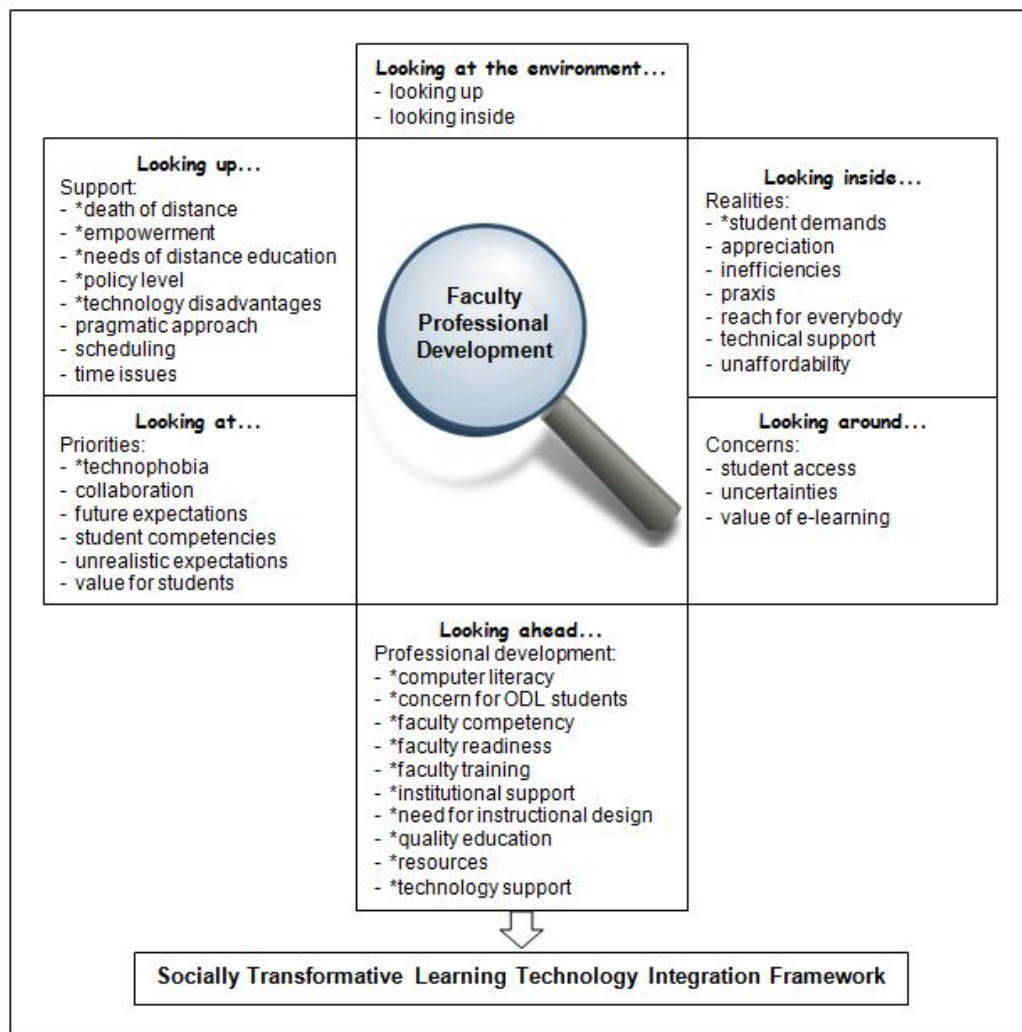 Looking at the environment...
- looking up
- looking inside
Looking up...
Support:
- *death of distance
- *empowerment
- *needs of distance education
- *policy level
- *technology disadvantages
- pragmatic approach
- scheduling
- time issues
Faculty
Professional
Development
Looking inside...
Realities:
- *student demands
- appreciation
- inefficiencies
- praxis
- reach for everybody
- technical support
- unaffordability
Looking at...
Priorities:
- *technophobia
- collaboration
- future expectations
- student competencies
- unrealistic expectations
- value for students
Looking around...
Concerns:
- student access
- uncertainties
- value of e-learning
Looking ahead...
Professional development:
- *computer literacy
- *concern for ODL students
- *faculty competency
- *faculty readiness
- *faculty training
- *institutional support
- *need for instructional design
- *quality education
- *resources
- *technology support
Socially Transformative Learning Technology Integration Framework